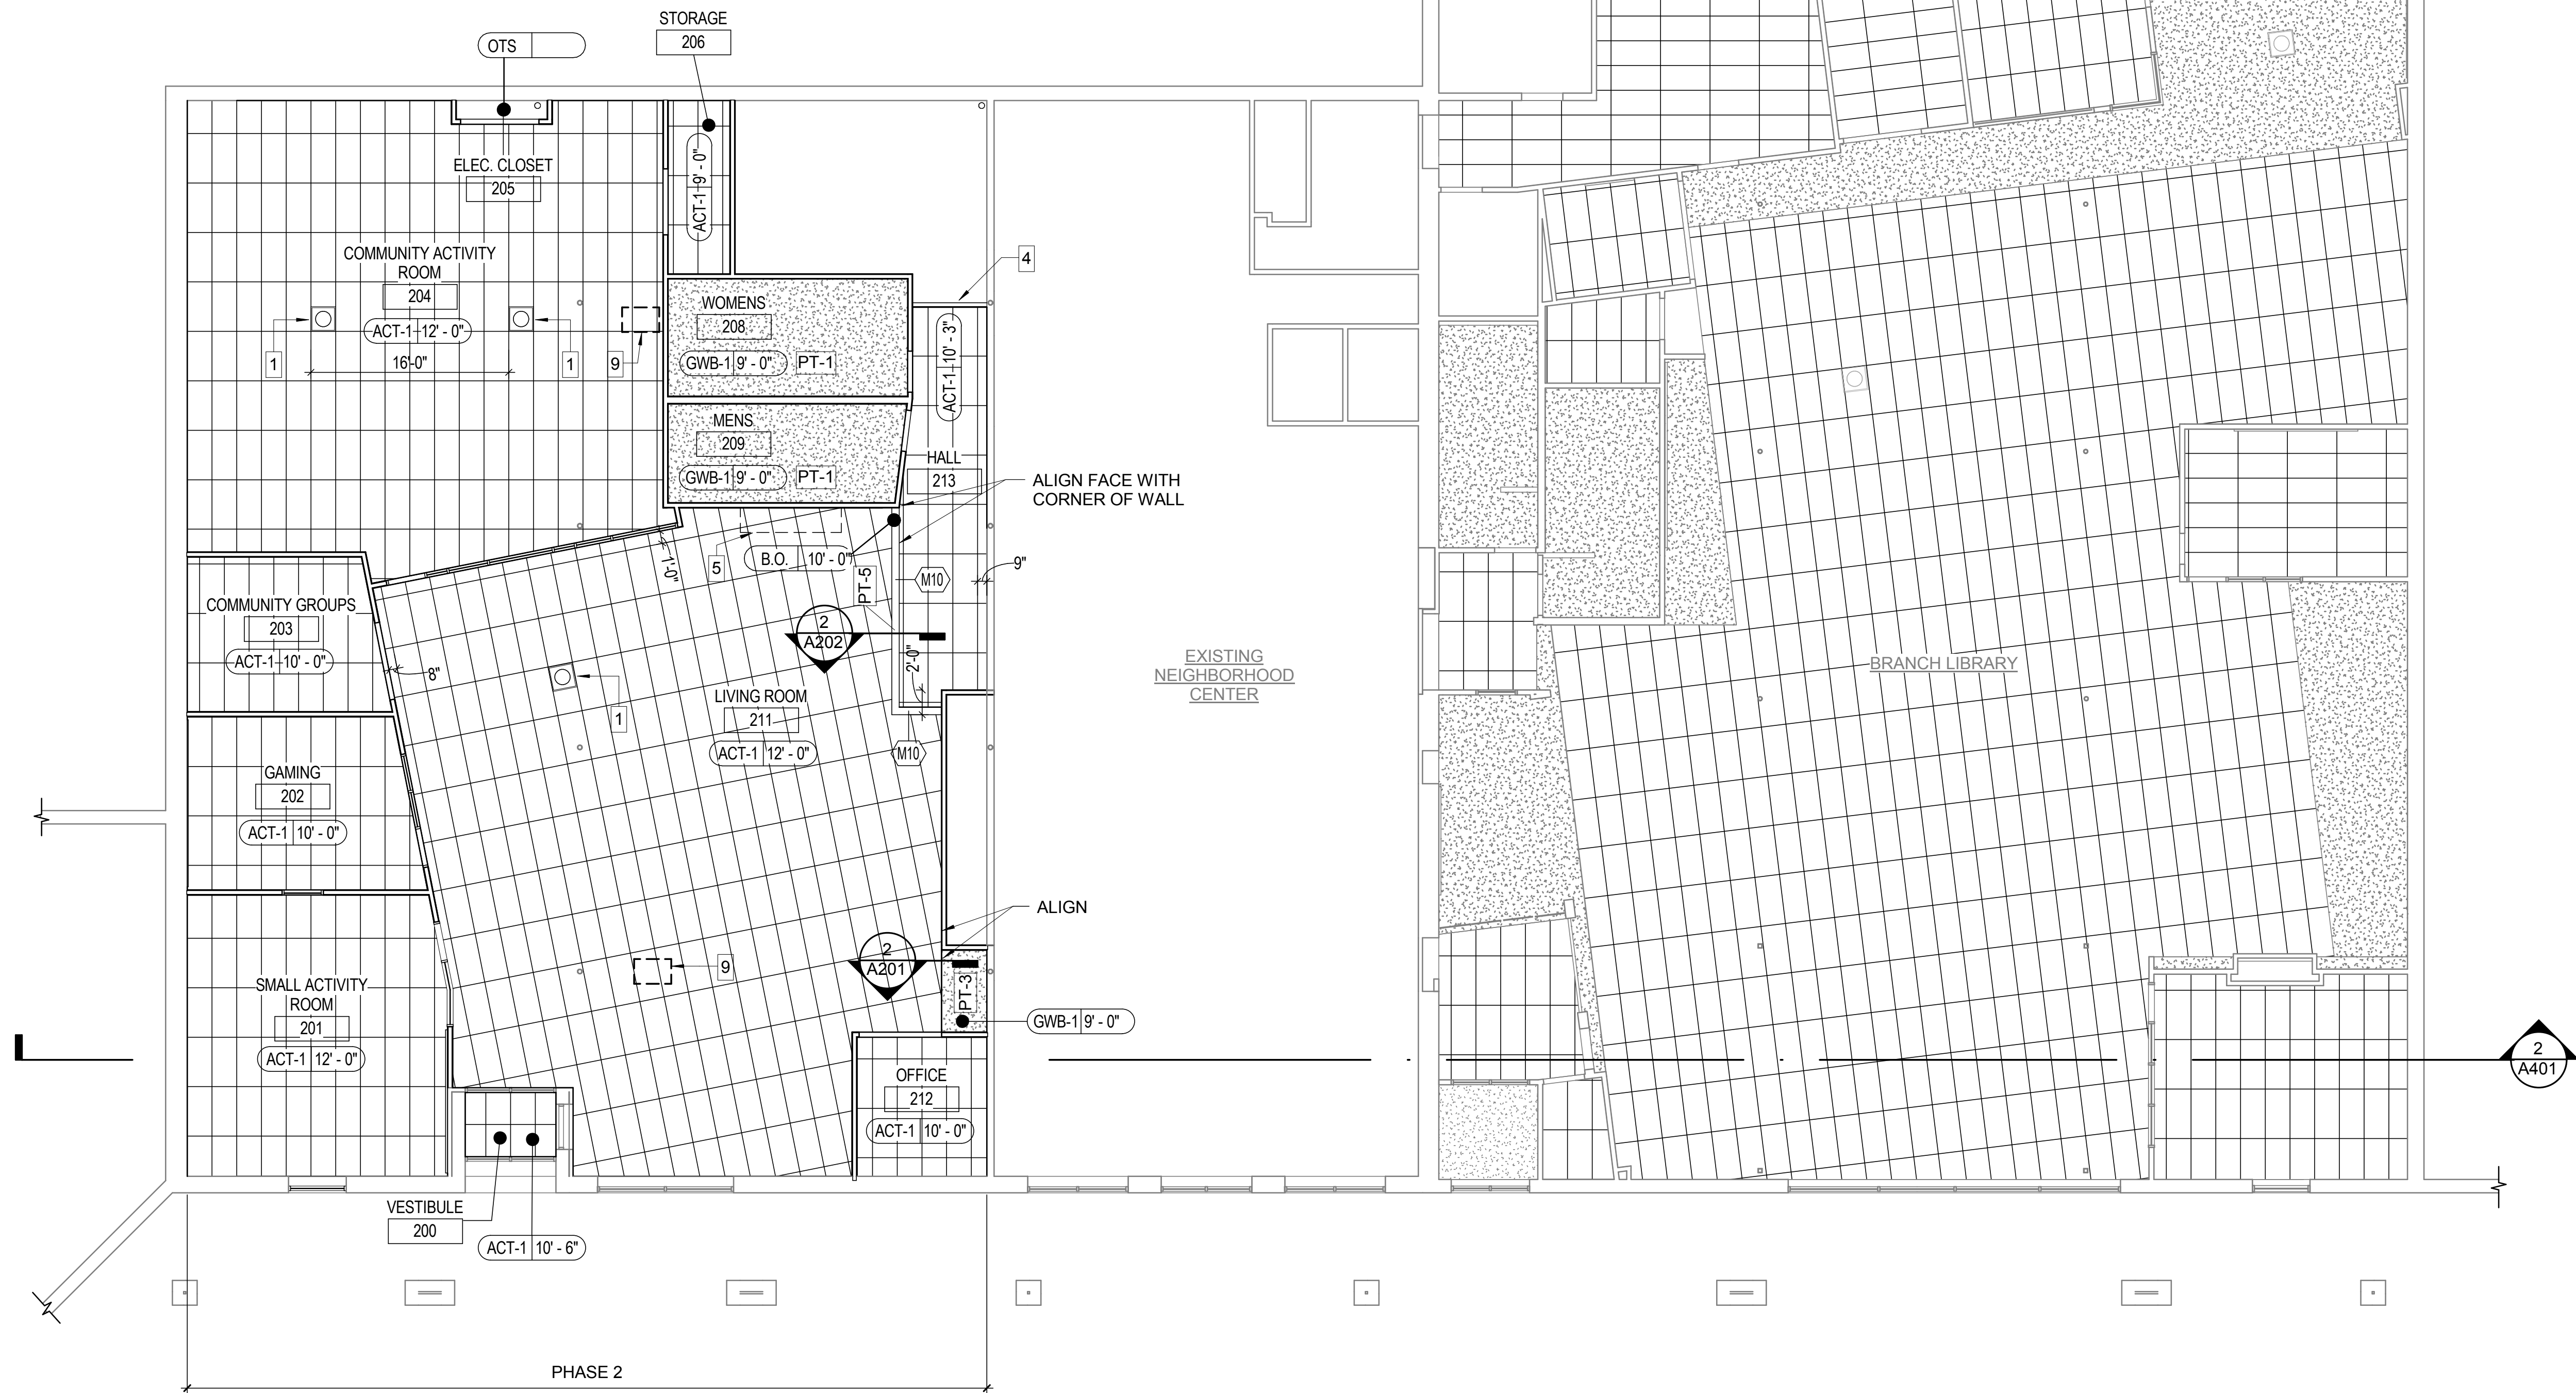 STORAGE
206
OTS
ELEC. CLOSET
205
ACT-1 9' - 0"
COMMUNITY ACTIVITY
ROOM
204
ACT-1 12' - 0"
16'-0"
1
1
9
4
WOMENS
208
GWB-1 9' - 0" PT-1
ACT-1 10' - 3"
MENS
209
GWB-1 9' - 0" PT-1
HALL
213
ALIGN FACE WITH
CORNER OF WALL
1'-0"
5
B.O. 10' - 0"
PT-5
M10
9"
COMMUNITY GROUPS
203
ACT-1 10' - 0"
8"
2
A202
2'-0"
1
LIVING ROOM
211
ACT-1 12' - 0"
M10
EXISTING
NEIGHBORHOOD
CENTER
BRANCH LIBRARY
GAMING
202
ACT-1 10' - 0"
ALIGN
9
2
A201
PT-3
GWB-1 9' - 0"
SMALL ACTIVITY
ROOM
201
ACT-1 12' - 0"
OFFICE
212
ACT-1 10' - 0"
2
A401
VESTIBULE
200
ACT-1 10' - 6"
PHASE 2